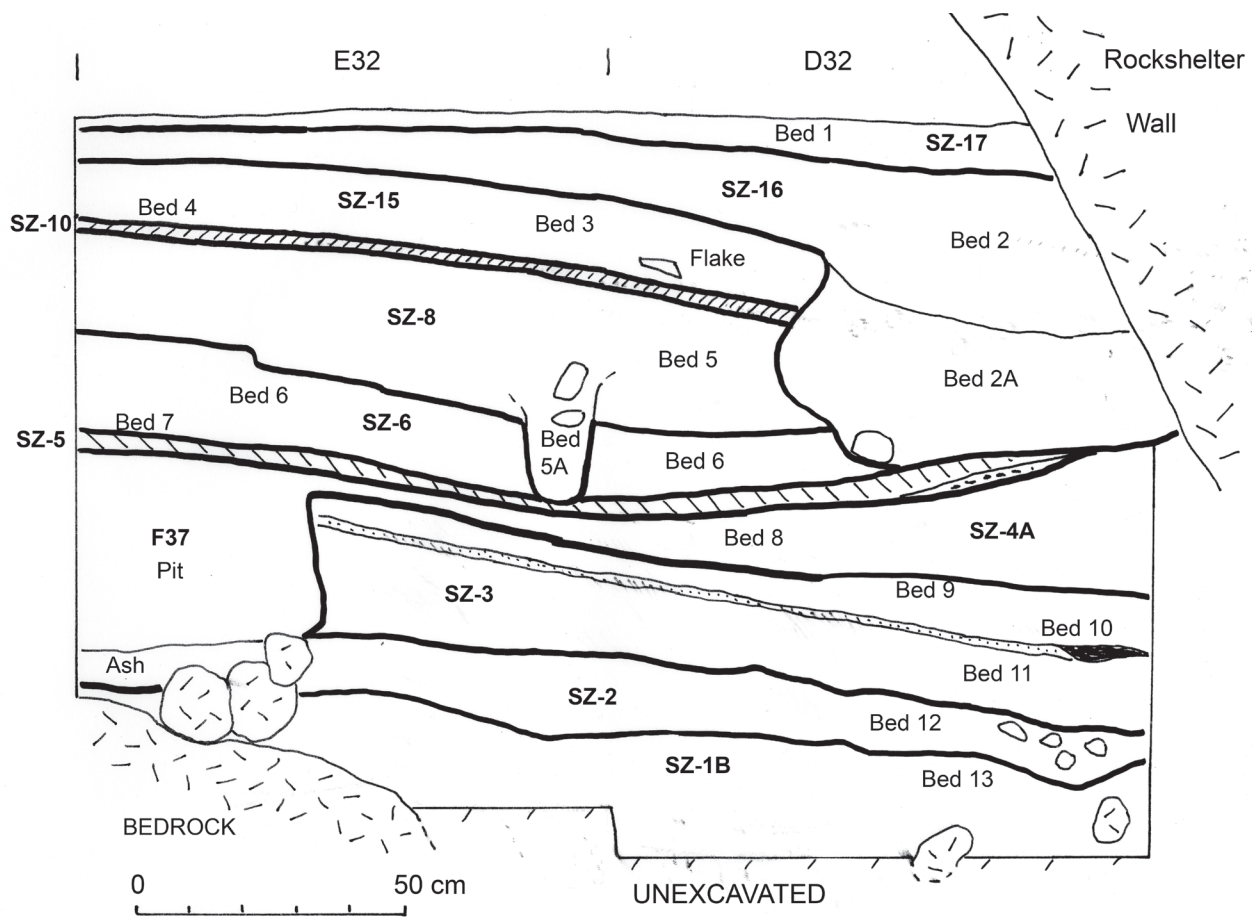 E32
D32
Rockshelter
Wall
Bed 1
SZ-17
SZ-16
SZ-15
Bed 4
SZ-10
Bed 3
Bed 2
Flake
SZ-8
Bed 5
Bed 2A
Bed 6
SZ-6
Bed 7
SZ-5
Bed
5A
Bed 6
F37
Pit
Bed 8
SZ-4A
SZ-3
Bed 9
Bed 10
Ash
Bed 11
SZ-2
Bed 12
SZ-1B
Bed 13
BEDROCK
0
50 cm
UNEXCAVATED